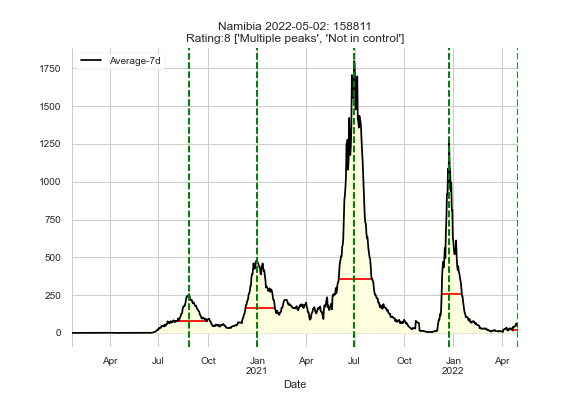 Namibia 2022-05-02: 158811
Rating:8 ['Multiple peaks', 'Not in control']
Average-7d
1750
1500
1250
1000
750
500
250
0
Apr Jul Oct Jan Apr Jul Oct Jan Apr
2021 2022
Date